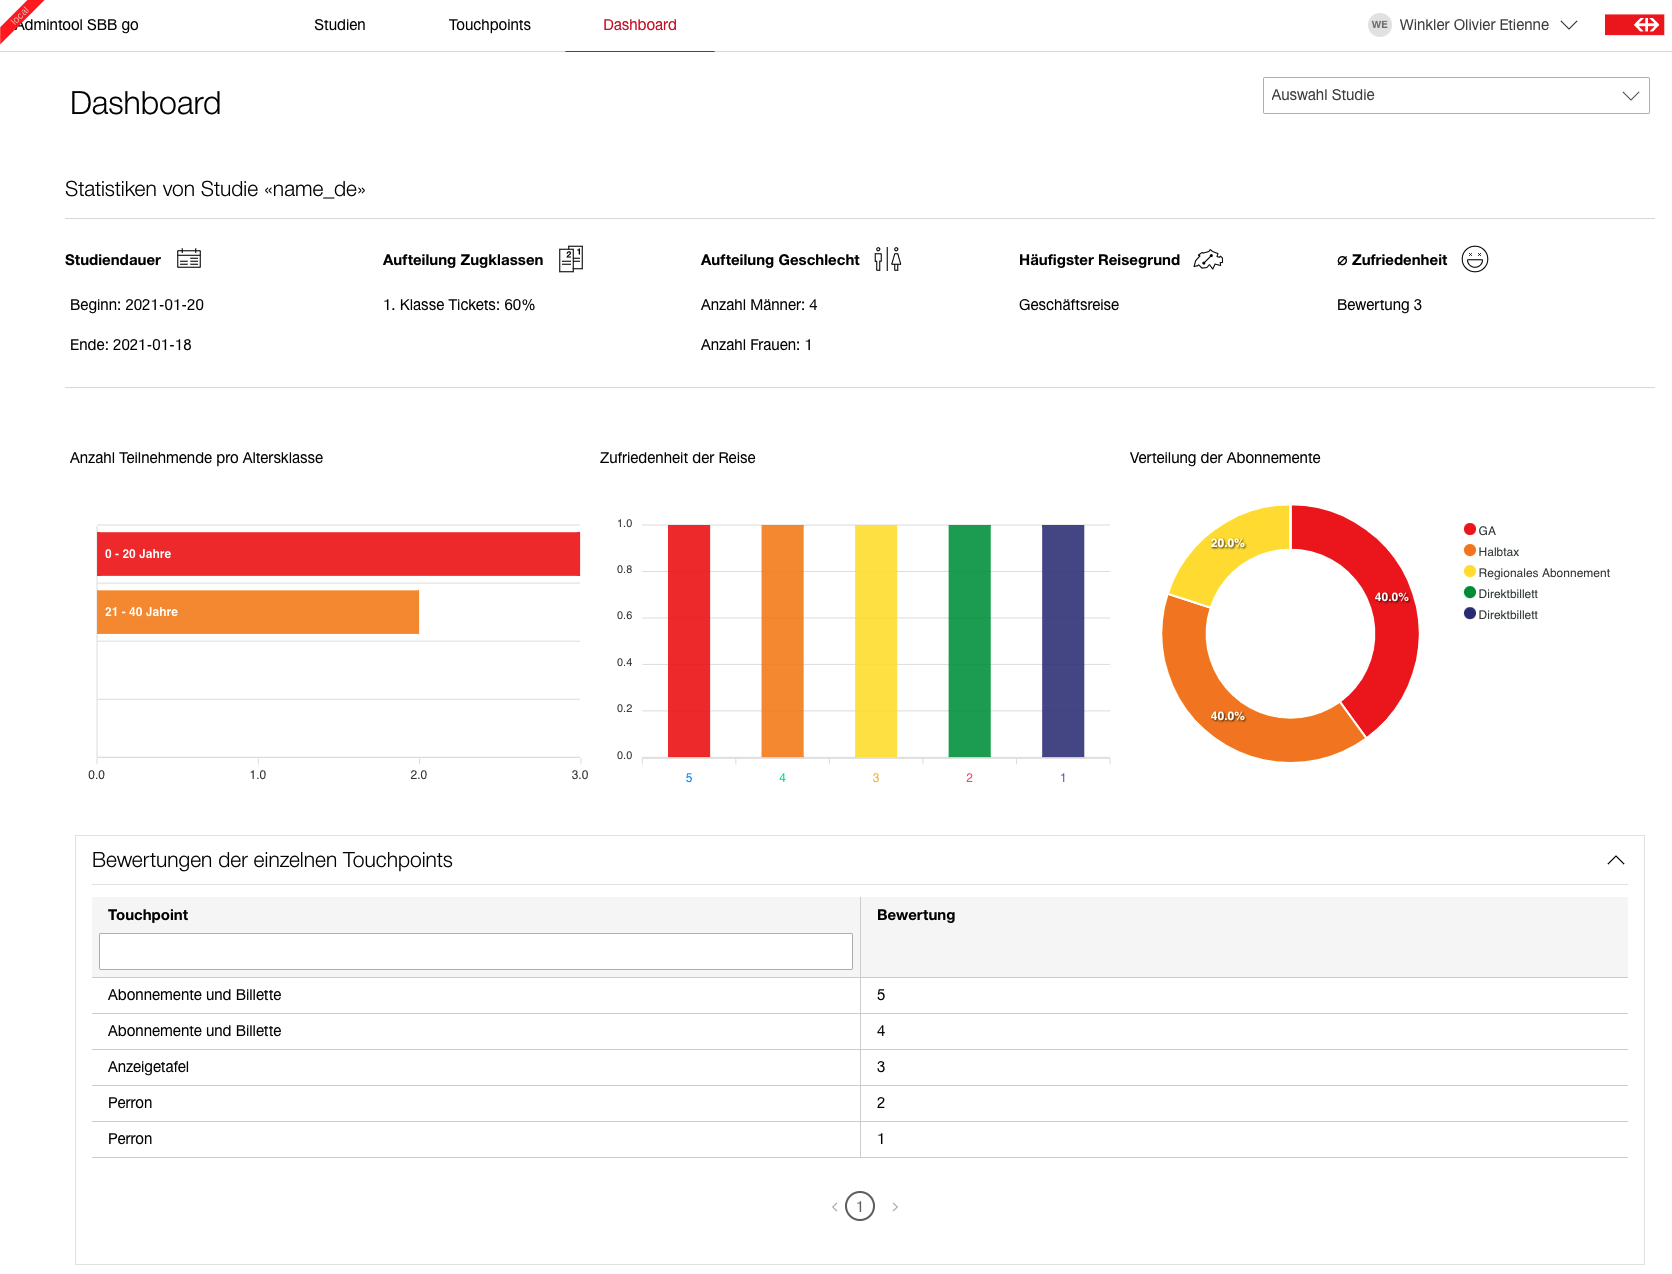 local
Admintool SBB go
Studien
Touchpoints
Dashboard
WE
Winkler Olivier Etienne
Dashboard
Auswahl Studie
Statistiken von Studie «name_de»
Studiendauer
Aufteilung Zugklassen
2 1
Aufteilung Geschlecht
Häufigster Reisegrund
⌀ Zufriedenheit
Beginn: 2021-01-20
1. Klasse Tickets: 60%
Anzahl Männer: 4
Geschäftsreise
Bewertung 3
Ende: 2021-01-18
Anzahl Frauen: 1
Anzahl Teilnehmende pro Altersklasse
0 - 20 Jahre
21 - 40 Jahre
0.0 1.0 2.0 3.0
Zufriedenheit der Reise
1.0
0.8
0.6
0.4
0.2
0.0
5 4 3 2 1
Verteilung der Abonnemente
20.0%
40.0%
40.0%
GA
Halbtax
Regionales Abonnement
Direktbillett
Direktbillett
Bewertungen der einzelnen Touchpoints
Touchpoint Bewertung
Abonnemente und Billette 5
Abonnemente und Billette 4
Anzeigetafel 3
Perron 2
Perron 1
1